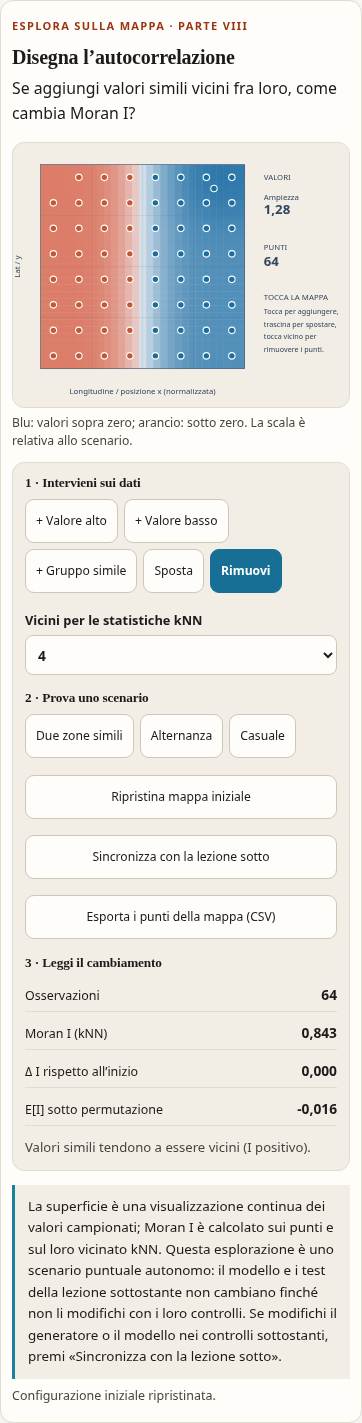 ESPLORA SULLA MAPPA · PARTE VIII
Disegna l’autocorrelazione
Se aggiungi valori simili vicini fra loro, come
cambia Moran I?
VALORI
Ampiezza
1,28
PUNTI
64
TOCCA LA MAPPA
Tocca per aggiungere,
trascina per spostare,
tocca vicino per
rimuovere i punti.
Lat / y
Longitudine / posizione x (normalizzata)
Blu: valori sopra zero; arancio: sotto zero. La scala è
relativa allo scenario.
1 · Intervieni sui dati
+ Valore alto
+ Valore basso
+ Gruppo simile
Sposta
Rimuovi
Vicini per le statistiche kNN
4
2 · Prova uno scenario
Due zone simili
Alternanza
Casuale
Ripristina mappa iniziale
Sincronizza con la lezione sotto
Esporta i punti della mappa (CSV)
3 · Leggi il cambiamento
Osservazioni 64
Moran I (kNN) 0,843
Δ I rispetto all’inizio 0,000
E[I] sotto permutazione -0,016
Valori simili tendono a essere vicini (I positivo).
La superficie è una visualizzazione continua dei
valori campionati; Moran I è calcolato sui punti e
sul loro vicinato kNN. Questa esplorazione è uno
scenario puntuale autonomo: il modello e i test
della lezione sottostante non cambiano finché
non li modifichi con i loro controlli. Se modifichi il
generatore o il modello nei controlli sottostanti,
premi «Sincronizza con la lezione sotto».
Configurazione iniziale ripristinata.